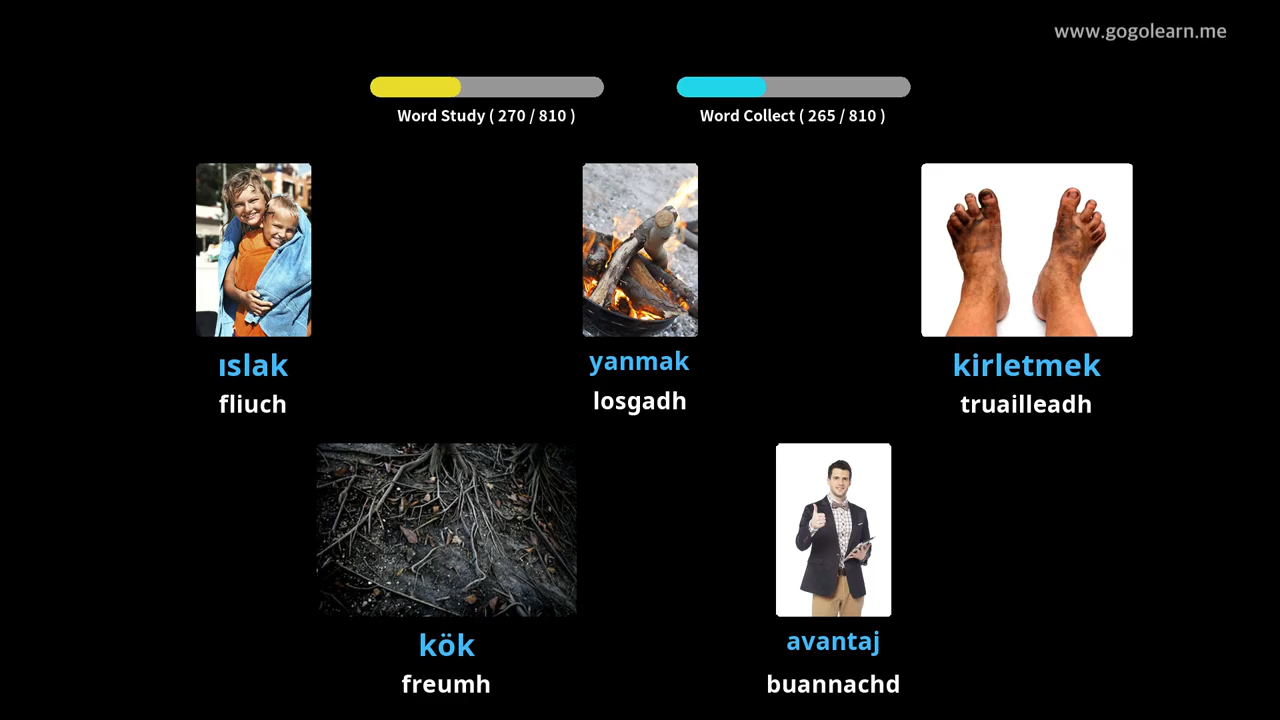 www.gogolearn.me
Word Study ( 270 / 810 )
Word Collect ( 265 / 810 )
ıslak
fliuch
yanmak
losgadh
kirletmek
truailleadh
kök
freumh
avantaj
buannachd